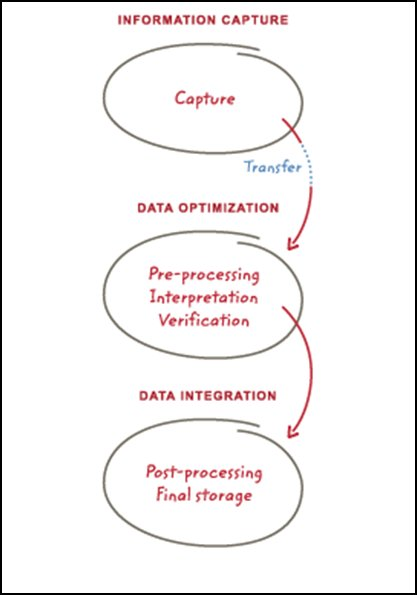 INFORMATION CAPTURE
Capture
Transfer
DATA OPTIMIZATION
Pre-processing
Interpretation
Verification
DATA INTEGRATION
Post-processing
Final storage